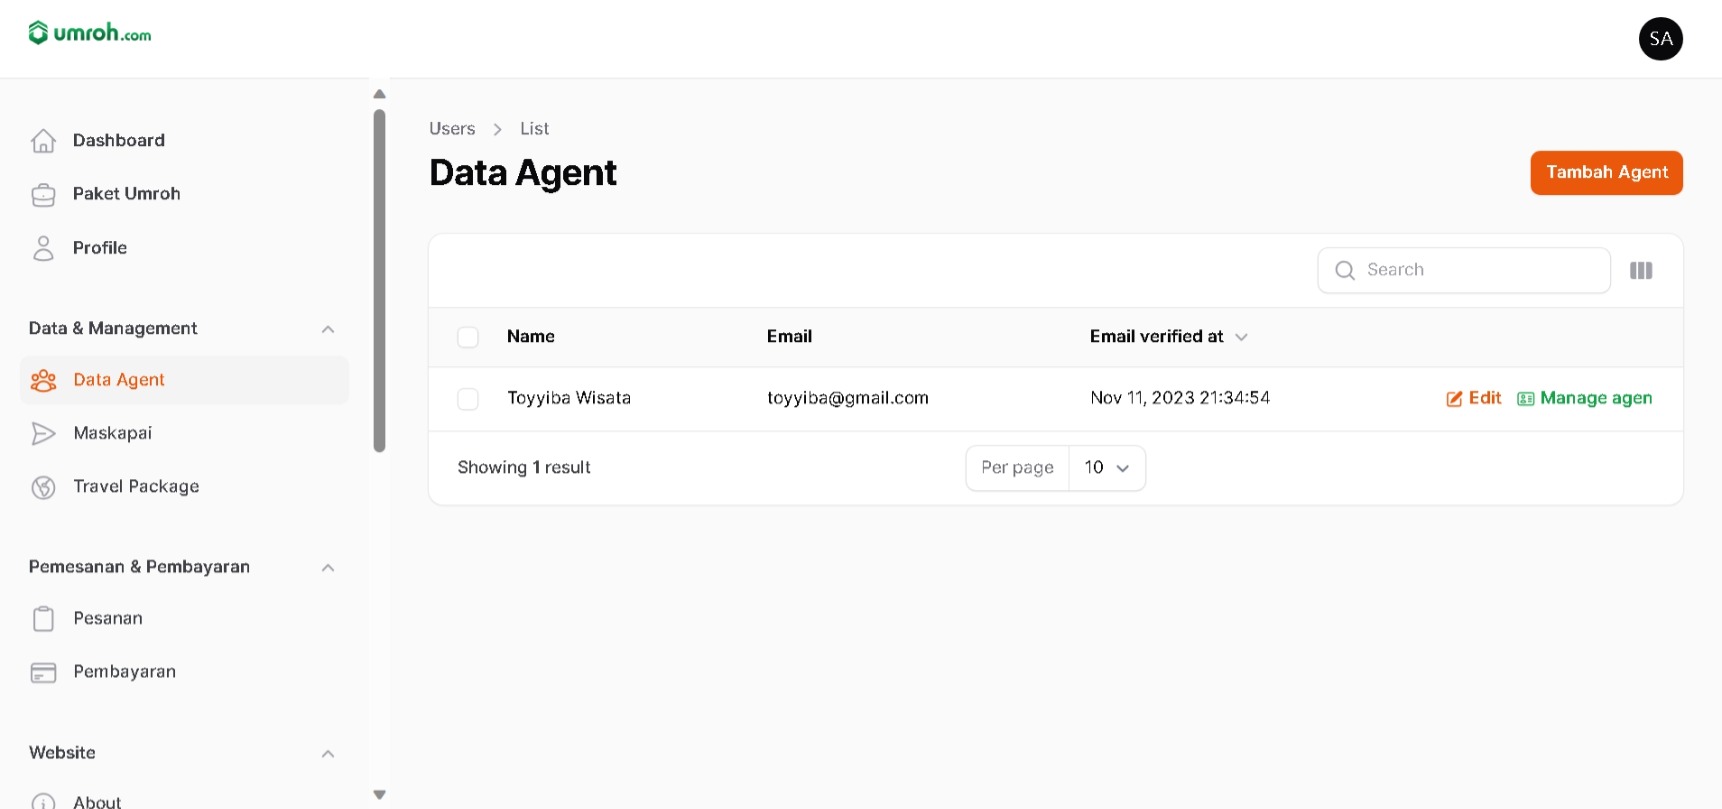 umroh.com
SA
Dashboard
Paket Umroh
Profile
Data & Management
Data Agent
Maskapai
Travel Package
Pemesanan & Pembayaran
Pesanan
Pembayaran
Website
About
Users > List
Data Agent
Tambah Agent
Search
Name Email Email verified at
Toyyiba Wisata toyyiba@gmail.com Nov 11, 2023 21:34:54 Edit Manage agen
Showing 1 result Per page 10